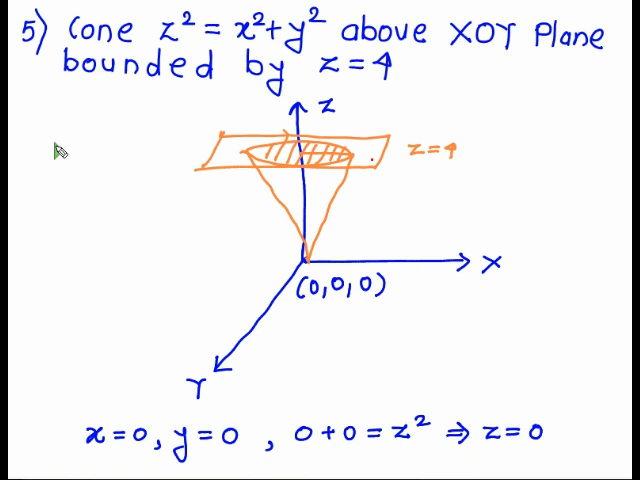 5) Cone z² = x²+y² above XOY Plane
bounded by z=4
Z
z=4
X
(0,0,0)
Y
x=0, y=0, 0+0=z² ⇒ z=0